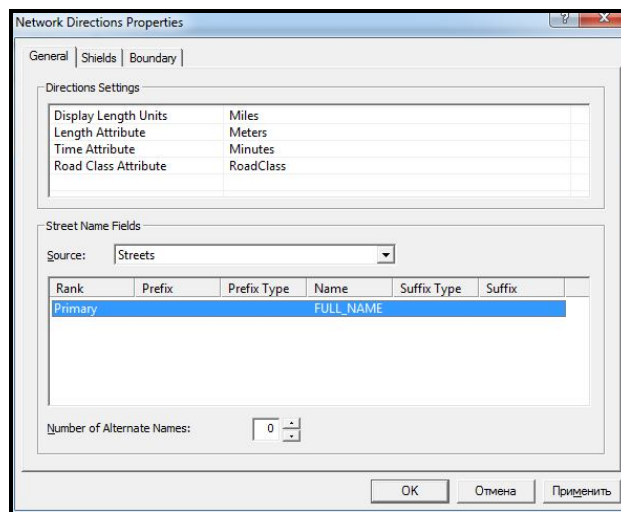 Network Directions Properties
General Shields Boundary
Directions Settings
Display Length Units Miles
Length Attribute Meters
Time Attribute Minutes
Road Class Attribute RoadClass
Street Name Fields
Source: Streets
Rank Prefix Prefix Type Name Suffix Type Suffix
Primary FULL_NAME
Number of Alternate Names: 0
OK Отмена Применить